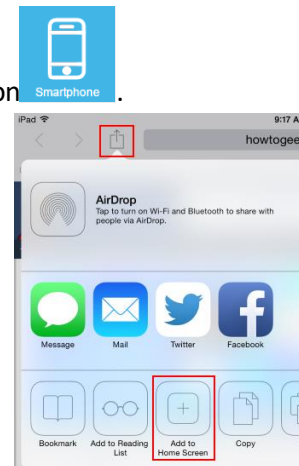 on Smartphone .
iPad 9:17 A
howtogee
AirDrop
Tap to turn on Wi-Fi and Bluetooth to share with
people via AirDrop.
Message Mail Twitter Facebook
Bookmark Add to Reading List Add to Home Screen Copy